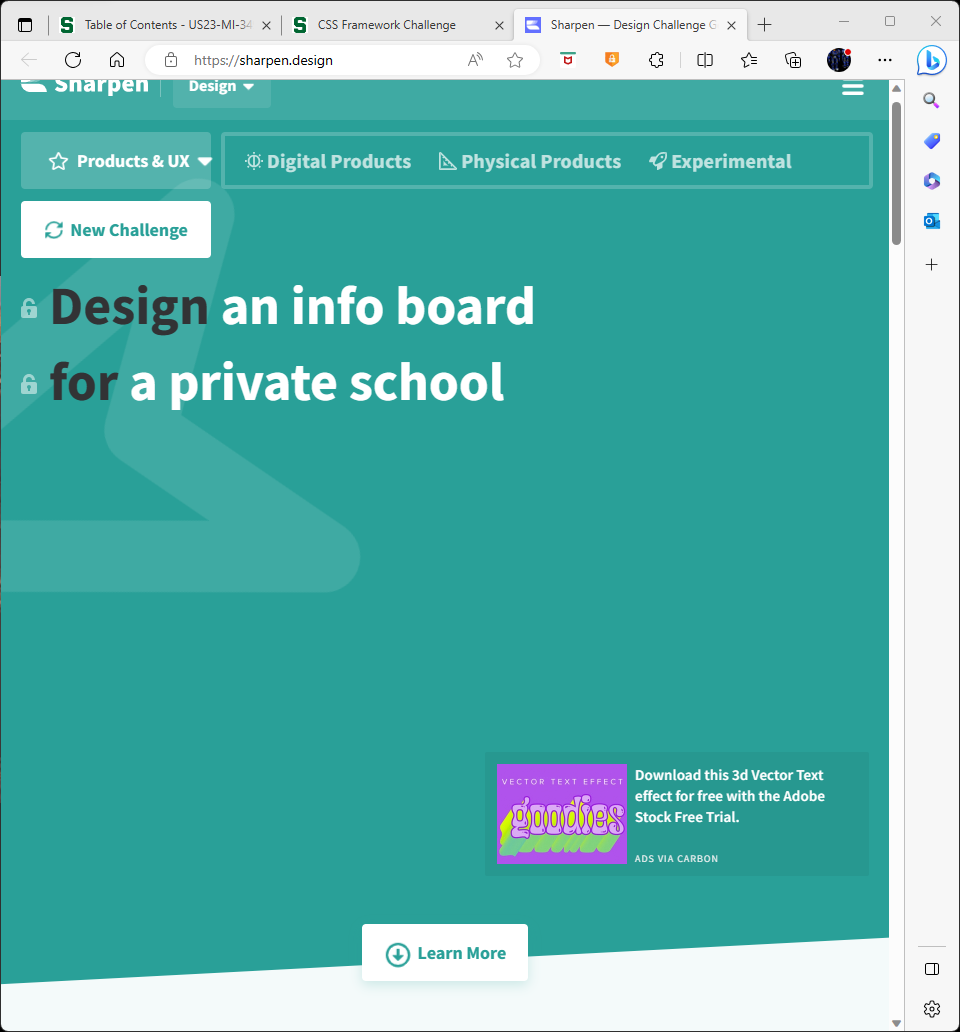 Table of Contents - US23-MI-34
CSS Framework Challenge
Sharpen — Design Challenge G
https://sharpen.design
Sharpen
Design
Products & UX
Digital Products
Physical Products
Experimental
New Challenge
Design an info board
for a private school
VECTOR TEXT EFFECT
goodies
Download this 3d Vector Text
effect for free with the Adobe
Stock Free Trial.
ADS VIA CARBON
Learn More